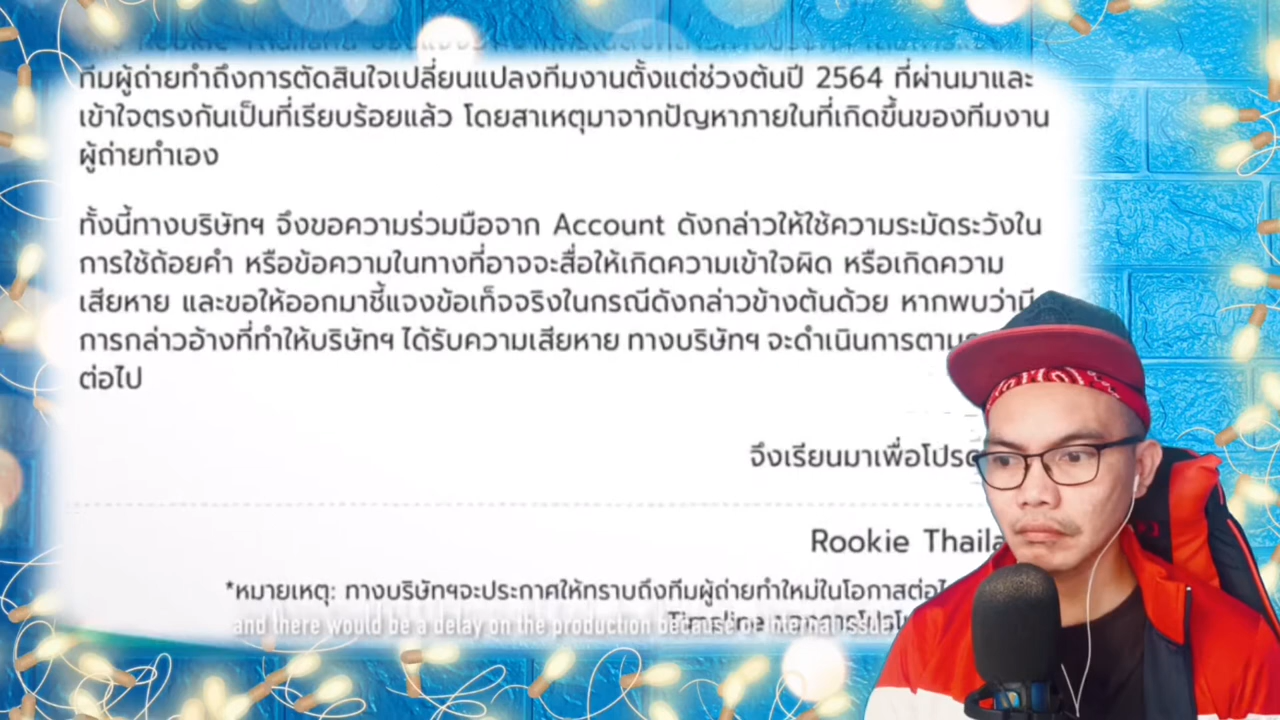 ทีมผู้ถ่ายทำถึงการตัดสินใจเปลี่ยนแปลงทีมงานตั้งแต่ช่วงต้นปี 2564 ที่ผ่านมาและ
เข้าใจตรงกันเป็นที่เรียบร้อยแล้ว โดยสาเหตุมาจากปัญหาภายในที่เกิดขึ้นของทีมงาน
ผู้ถ่ายทำเอง
ทั้งนี้ทางบริษัทฯ จึงขอความร่วมมือจาก Account ดังกล่าวให้ใช้ความระมัดระวังใน
การใช้ถ้อยคำ หรือข้อความในทางที่อาจจะสื่อให้เกิดความเข้าใจผิด หรือเกิดความ
เสียหาย และขอให้ออกมาชี้แจงข้อเท็จจริงในกรณีดังกล่าวข้างต้นด้วย หากพบว่ามี
การกล่าวอ้างที่ทำให้บริษัทฯ ได้รับความเสียหาย ทางบริษัทฯ จะดำเนินการตาม
ต่อไป
จึงเรียนมาเพื่อ
Rookie
*หมายเหตุ: ทางบริษัทฯจะประกาศให้ทราบถึงทีมผู้ถ่ายทำใหม่ในโอกาส
and there would be a delay on the production because of internal issue
Timeline